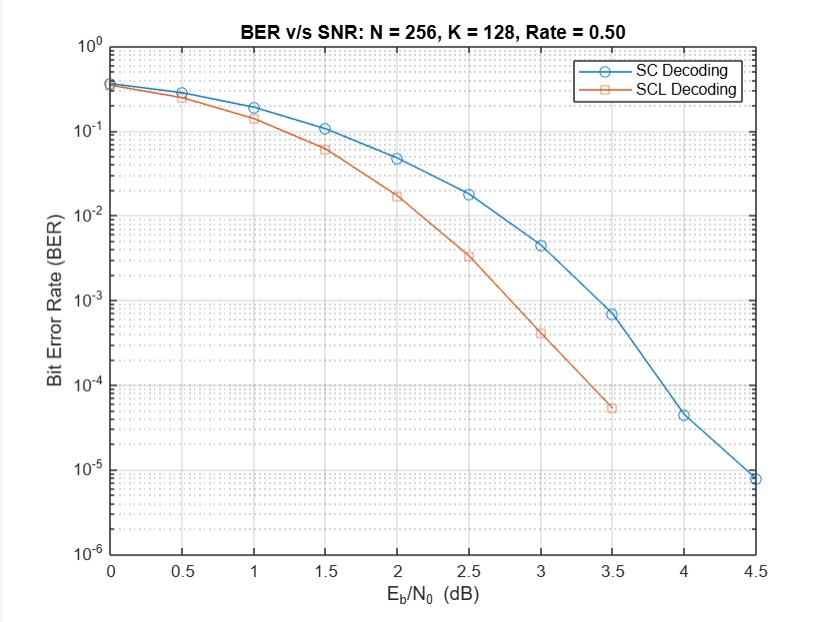 BER v/s SNR: N = 256, K = 128, Rate = 0.50
SC Decoding
SCL Decoding
Bit Error Rate (BER)
10^0
10^-1
10^-2
10^-3
10^-4
10^-5
10^-6
0 0.5 1 1.5 2 2.5 3 3.5 4 4.5
E_b/N_0 (dB)